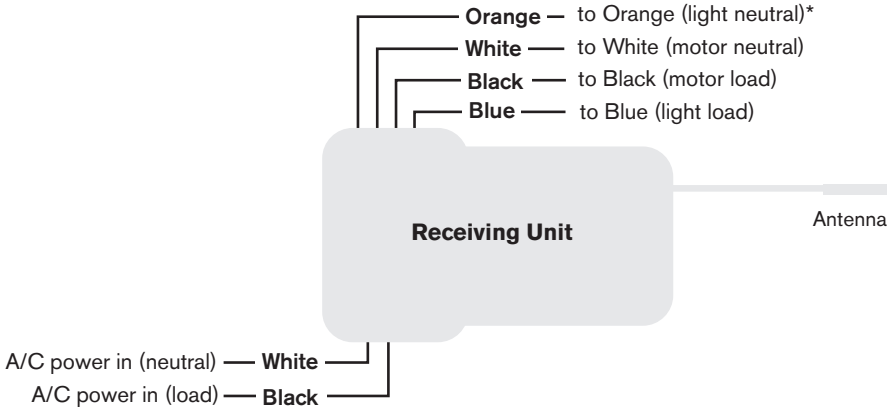 Orange to Orange (light neutral)*
White to White (motor neutral)
Black to Black (motor load)
Blue to Blue (light load)
Receiving Unit
Antenna
A/C power in (neutral) White
A/C power in (load) Black